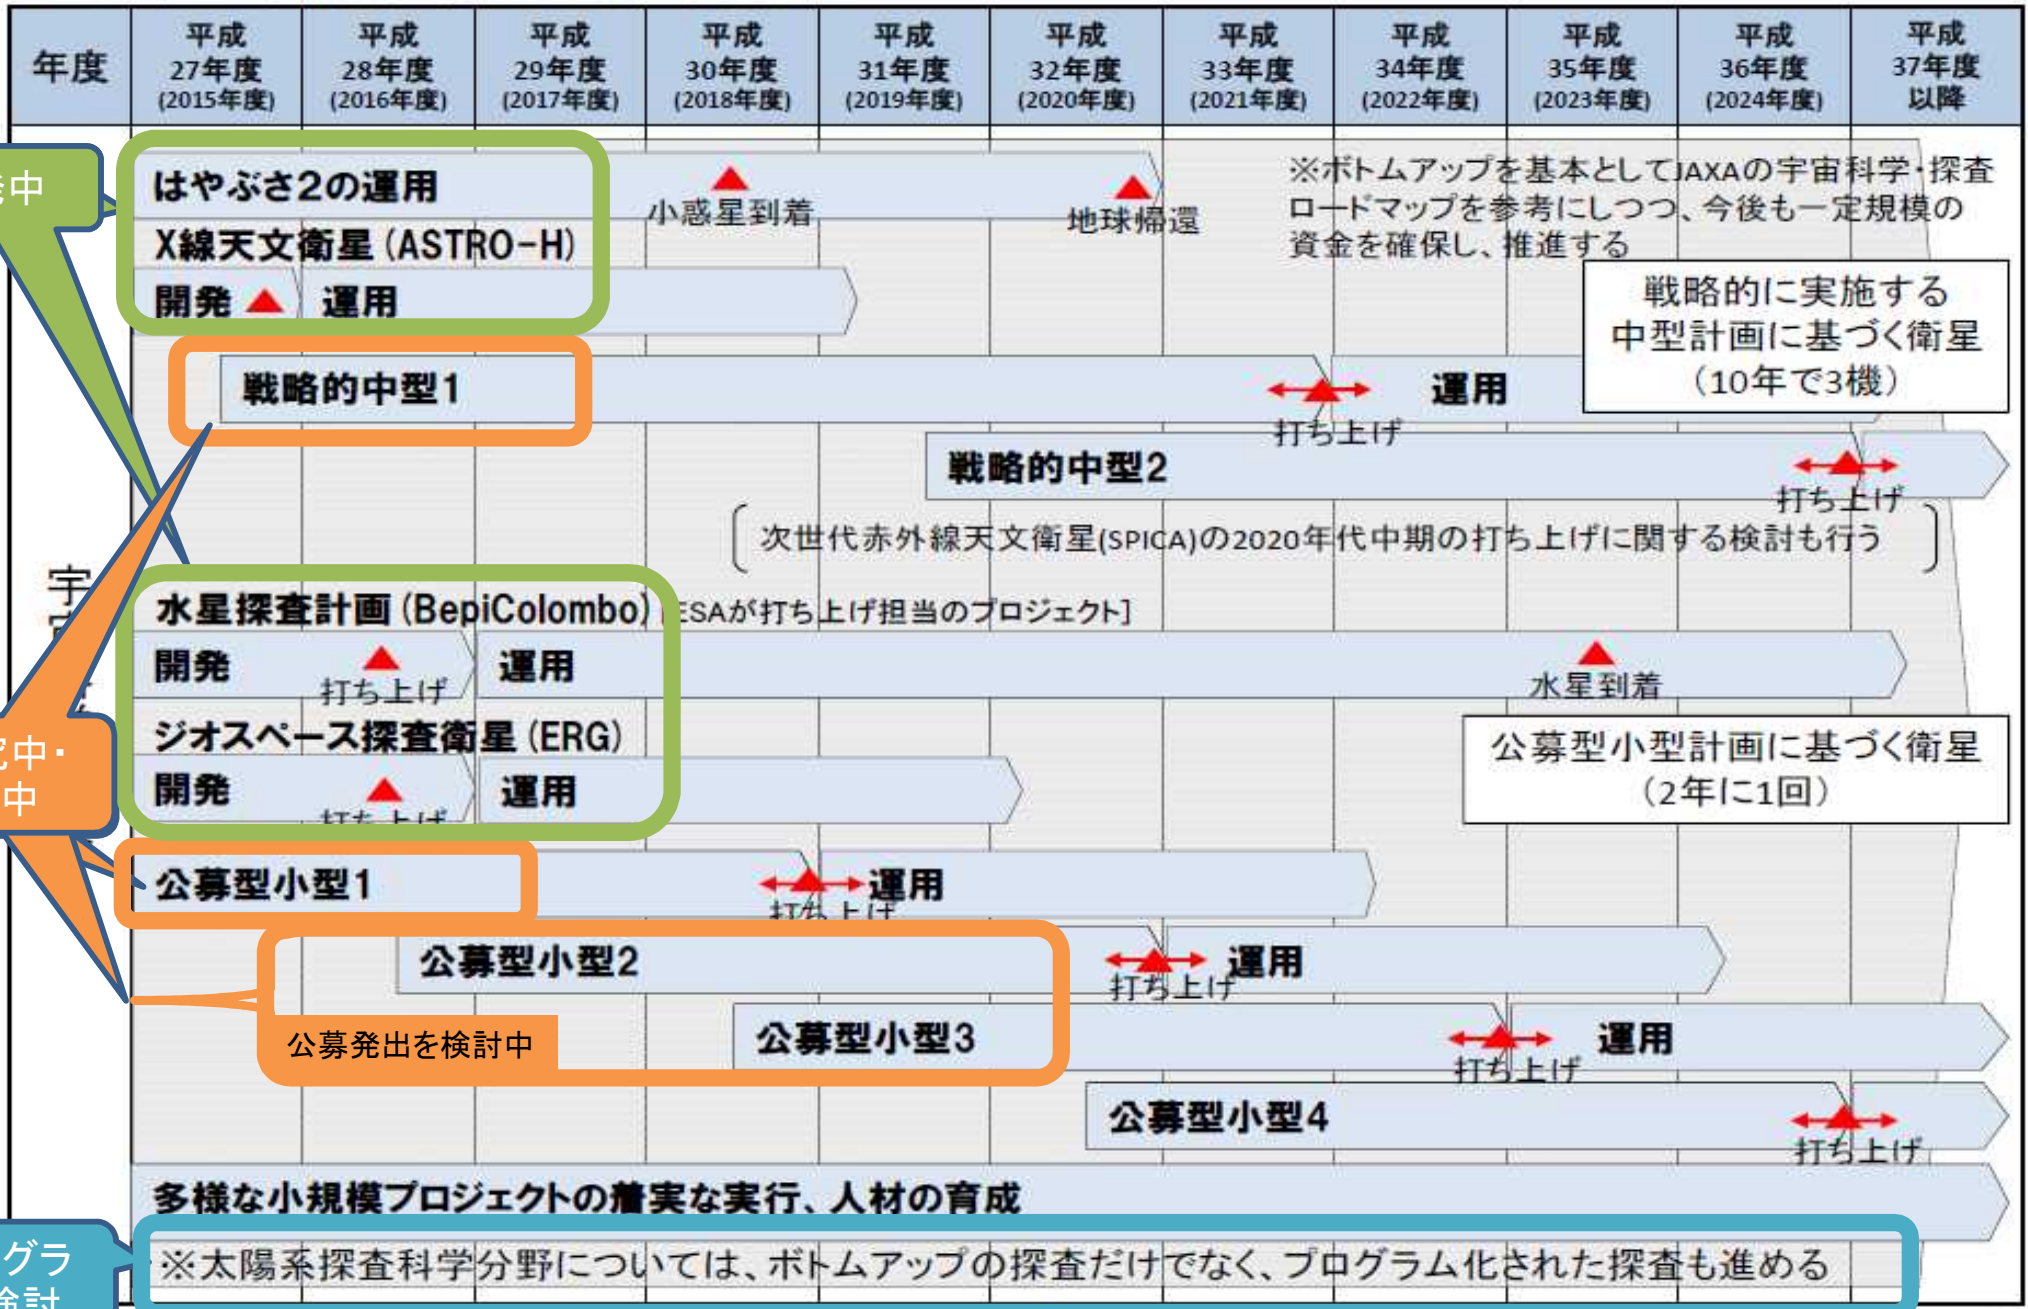 年度
平成
27年度
(2015年度)
平成
28年度
(2016年度)
平成
29年度
(2017年度)
平成
30年度
(2018年度)
平成
31年度
(2019年度)
平成
32年度
(2020年度)
平成
33年度
(2021年度)
平成
34年度
(2022年度)
平成
35年度
(2023年度)
平成
36年度
(2024年度)
平成
37年度
以降
中
はやぶさ2の運用
小惑星到着
地球帰還
※ボトムアップを基本としてJAXAの宇宙科学・探査
ロードマップを参考にしつつ、今後も一定規模の
資金を確保し、推進する
X線天文衛星(ASTRO-H)
開発
運用
戦略的に実施する
中型計画に基づく衛星
(10年で3機)
戦略的中型1
打ち上げ
運用
戦略的中型2
打ち上げ
次世代赤外線天文衛星(SPICA)の2020年代中期の打ち上げに関する検討も行う
宇
水星探査計画(BepiColombo)
ESAが打ち上げ担当のプロジェクト]
開発
打ち上げ
運用
水星到着
ジオスペース探査衛星(ERG)
開発
打ち上げ
運用
公募型小型計画に基づく衛星
(2年に1回)
中・
中
公募型小型1
打ち上げ
運用
公募型小型2
打ち上げ
運用
公募発出を検討中
公募型小型3
打ち上げ
運用
公募型小型4
打ち上げ
多様な小規模プロジェクトの着実な実行、人材の育成
グラ
検討
※太陽系探査科学分野については、ボトムアップの探査だけでなく、プログラム化された探査も進める